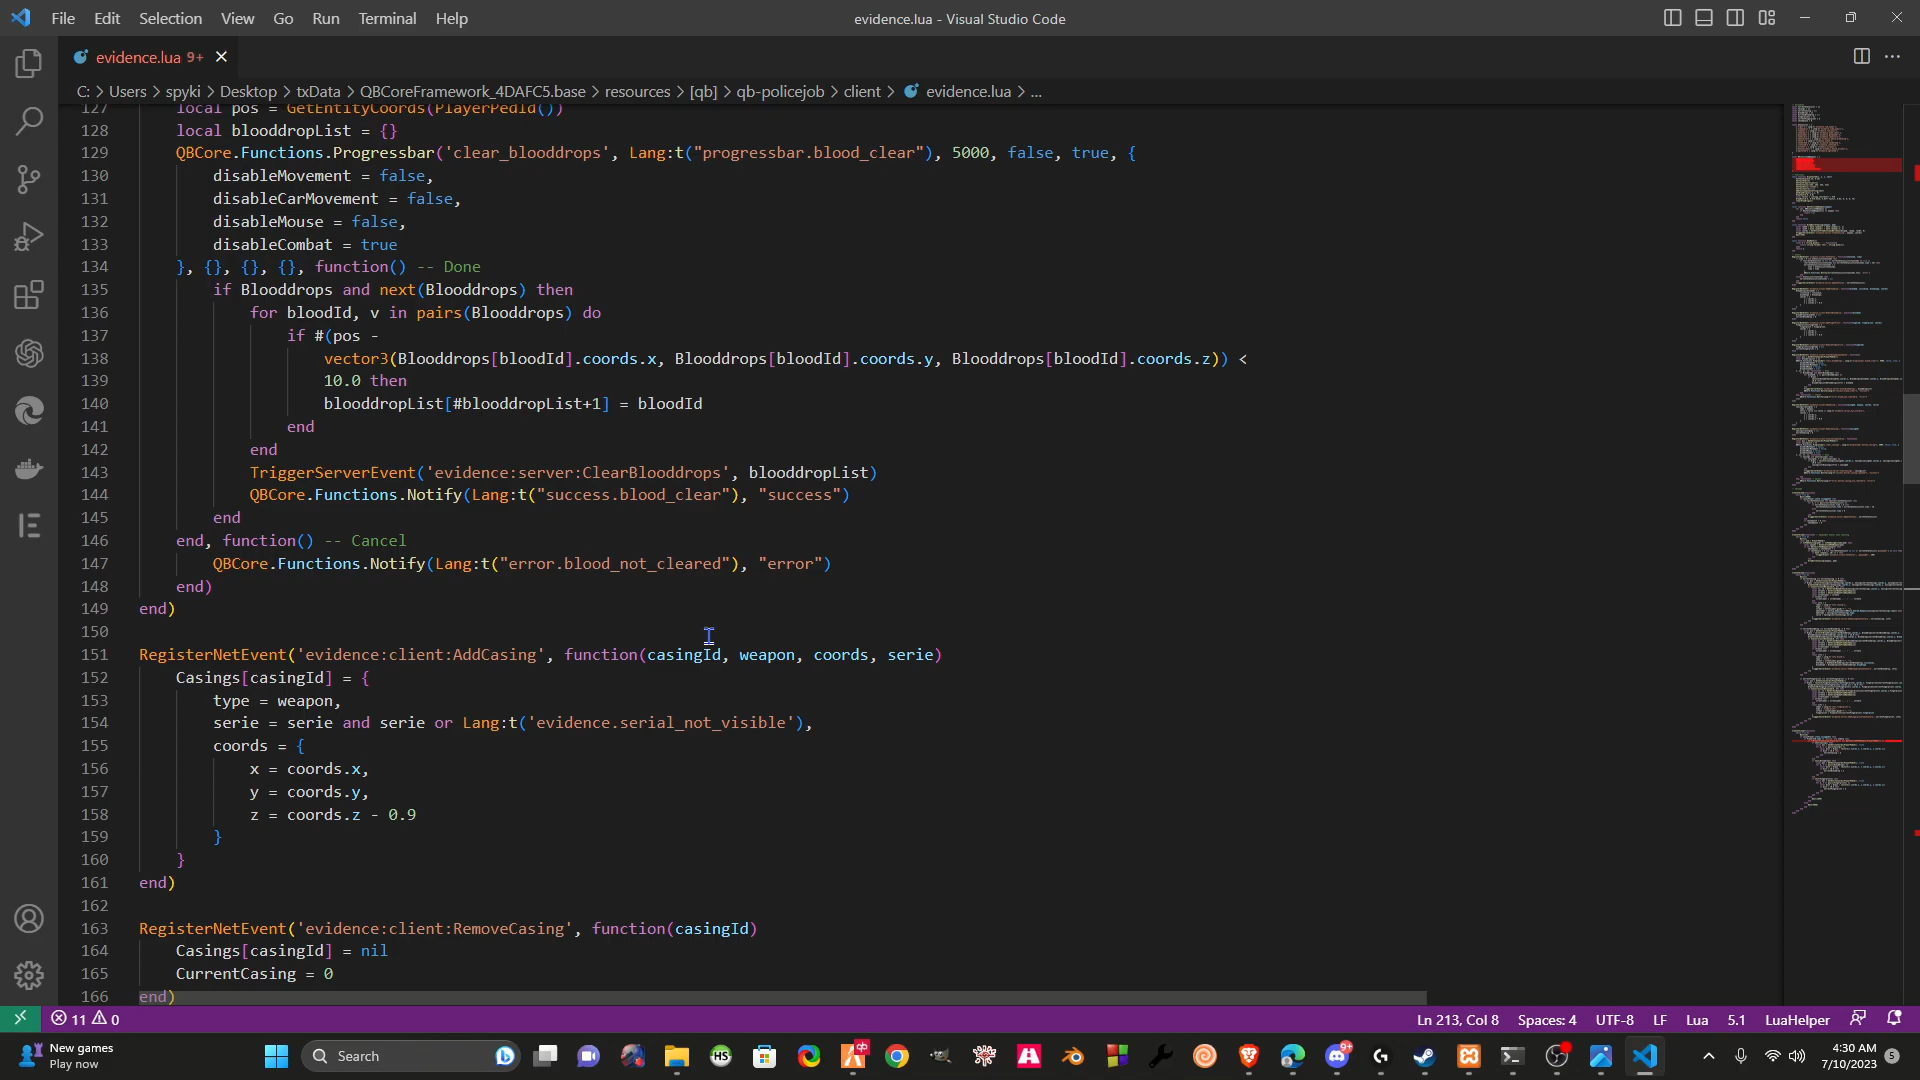 File Edit Selection View Go Run Terminal Help
evidence.lua - Visual Studio Code
evidence.lua 9+
C: > Users > spyki > Desktop > txData > QBCoreFramework_4DAFC5.base > resources > [qb] > qb-policejob > client > evidence.lua > ...
127 local pos = GetEntityCoords(PlayerPedId())
128 local blooddropList = {}
129 QBCore.Functions.Progressbar('clear_blooddrops', Lang:t("progressbar.blood_clear"), 5000, false, true, {
130 disableMovement = false,
131 disableCarMovement = false,
132 disableMouse = false,
133 disableCombat = true
134 }, {}, {}, {}, function() -- Done
135 if Blooddrops and next(Blooddrops) then
136 for bloodId, v in pairs(Blooddrops) do
137 if #(pos -
138 vector3(Blooddrops[bloodId].coords.x, Blooddrops[bloodId].coords.y, Blooddrops[bloodId].coords.z)) <
139 10.0 then
140 blooddropList[#blooddropList+1] = bloodId
141 end
142 end
143 TriggerServerEvent('evidence:server:ClearBlooddrops', blooddropList)
144 QBCore.Functions.Notify(Lang:t("success.blood_clear"), "success")
145 end
146 end, function() -- Cancel
147 QBCore.Functions.Notify(Lang:t("error.blood_not_cleared"), "error")
148 end)
149 end)
150
151 RegisterNetEvent('evidence:client:AddCasing', function(casingId, weapon, coords, serie)
152 Casings[casingId] = {
153 type = weapon,
154 serie = serie and serie or Lang:t('evidence.serial_not_visible'),
155 coords = {
156 x = coords.x,
157 y = coords.y,
158 z = coords.z - 0.9
159 }
160 }
161 end)
162
163 RegisterNetEvent('evidence:client:RemoveCasing', function(casingId)
164 Casings[casingId] = nil
165 CurrentCasing = 0
166 end)
11 0
Ln 213, Col 8 Spaces: 4 UTF-8 LF Lua 5.1 LuaHelper
New games
Play now
Search
HS
9+
4:30 AM
7/10/2023
5